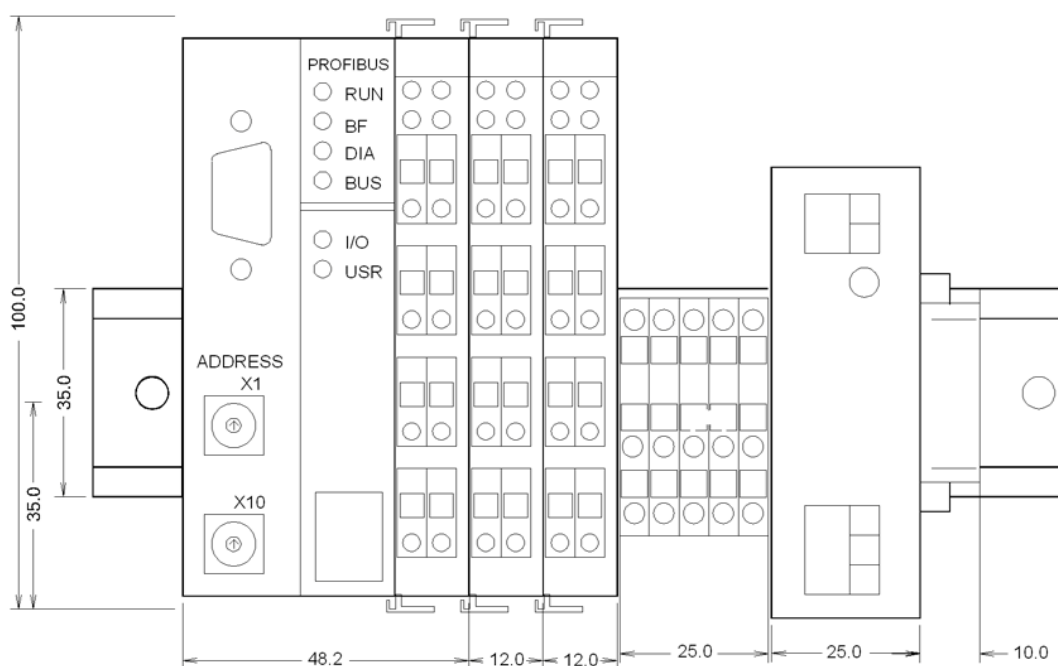 PROFIBUS
RUN
BF
DIA
BUS
I/O
USR
ADDRESS
X1
X10
100.0
35.0
35.0
48.2
12.0
12.0
25.0
25.0
10.0